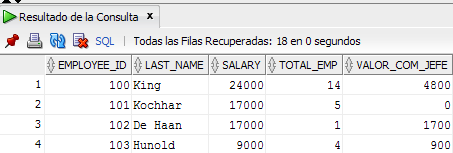 Resultado de la Consulta x
SQL | Todas las Filas Recuperadas: 18 en 0 segundos
EMPLOYEE_ID LAST_NAME SALARY TOTAL_EMP VALOR_COM_JEFE
1 100 King 24000 14 4800
2 101 Kochhar 17000 5 0
3 102 De Haan 17000 1 1700
4 103 Hunold 9000 4 900